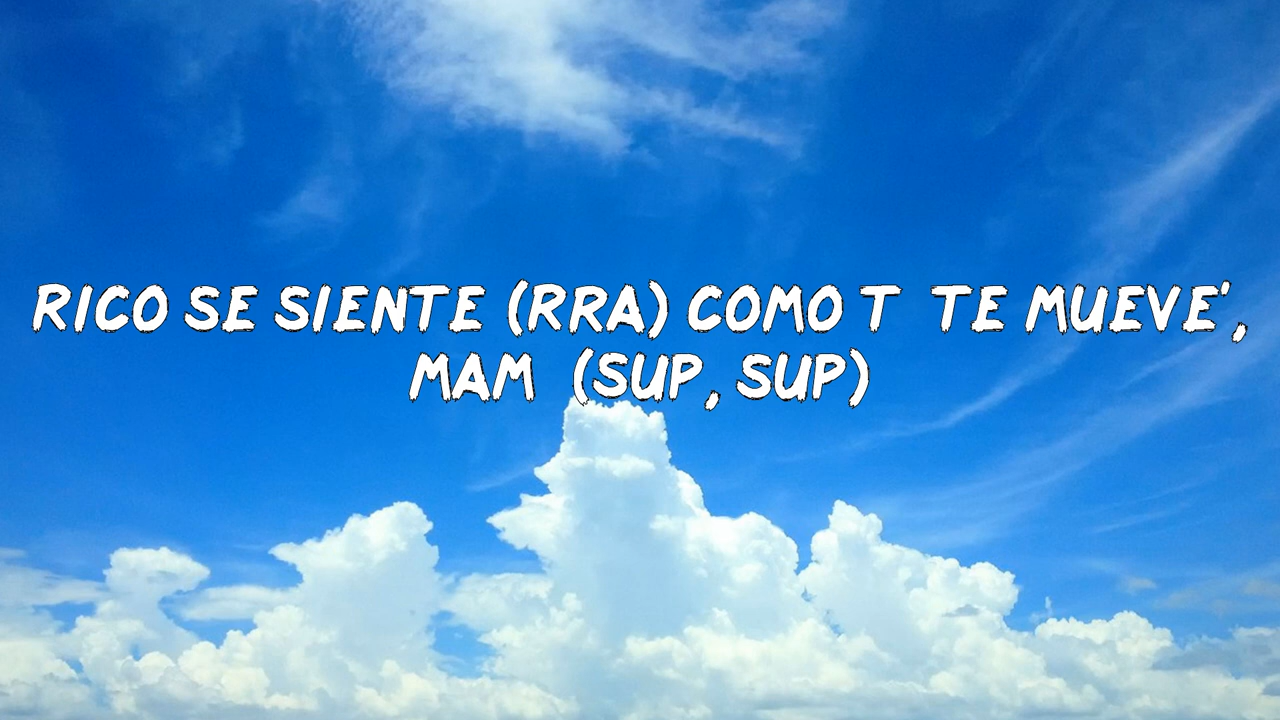 RICO SE SIENTE (RRA) COMO T  TE MUEVE',
MAM  (SUP, SUP)